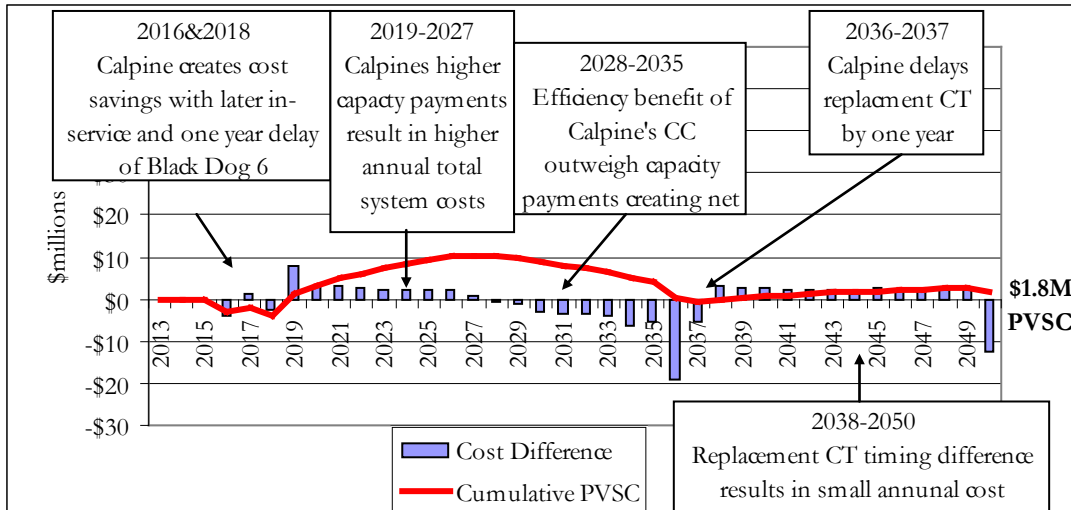 2016&2018
Calpine creates cost
savings with later in-
service and one year delay
of Black Dog 6
2019-2027
Calpines higher
capacity payments
result in higher
annual total
system costs
2028-2035
Efficiency benefit of
Calpine's CC
outweigh capacity
payments creating net
2036-2037
Calpine delays
replacment CT
by one year
$millions
$20
$10
$0
-$10
-$20
-$30
2013
2015
2017
2019
2021
2023
2025
2027
2029
2031
2033
2035
2037
2039
2041
2043
2045
2047
2049
$1.8M
PVSC
Cost Difference
Cumulative PVSC
2038-2050
Replacement CT timing difference
results in small annunal cost